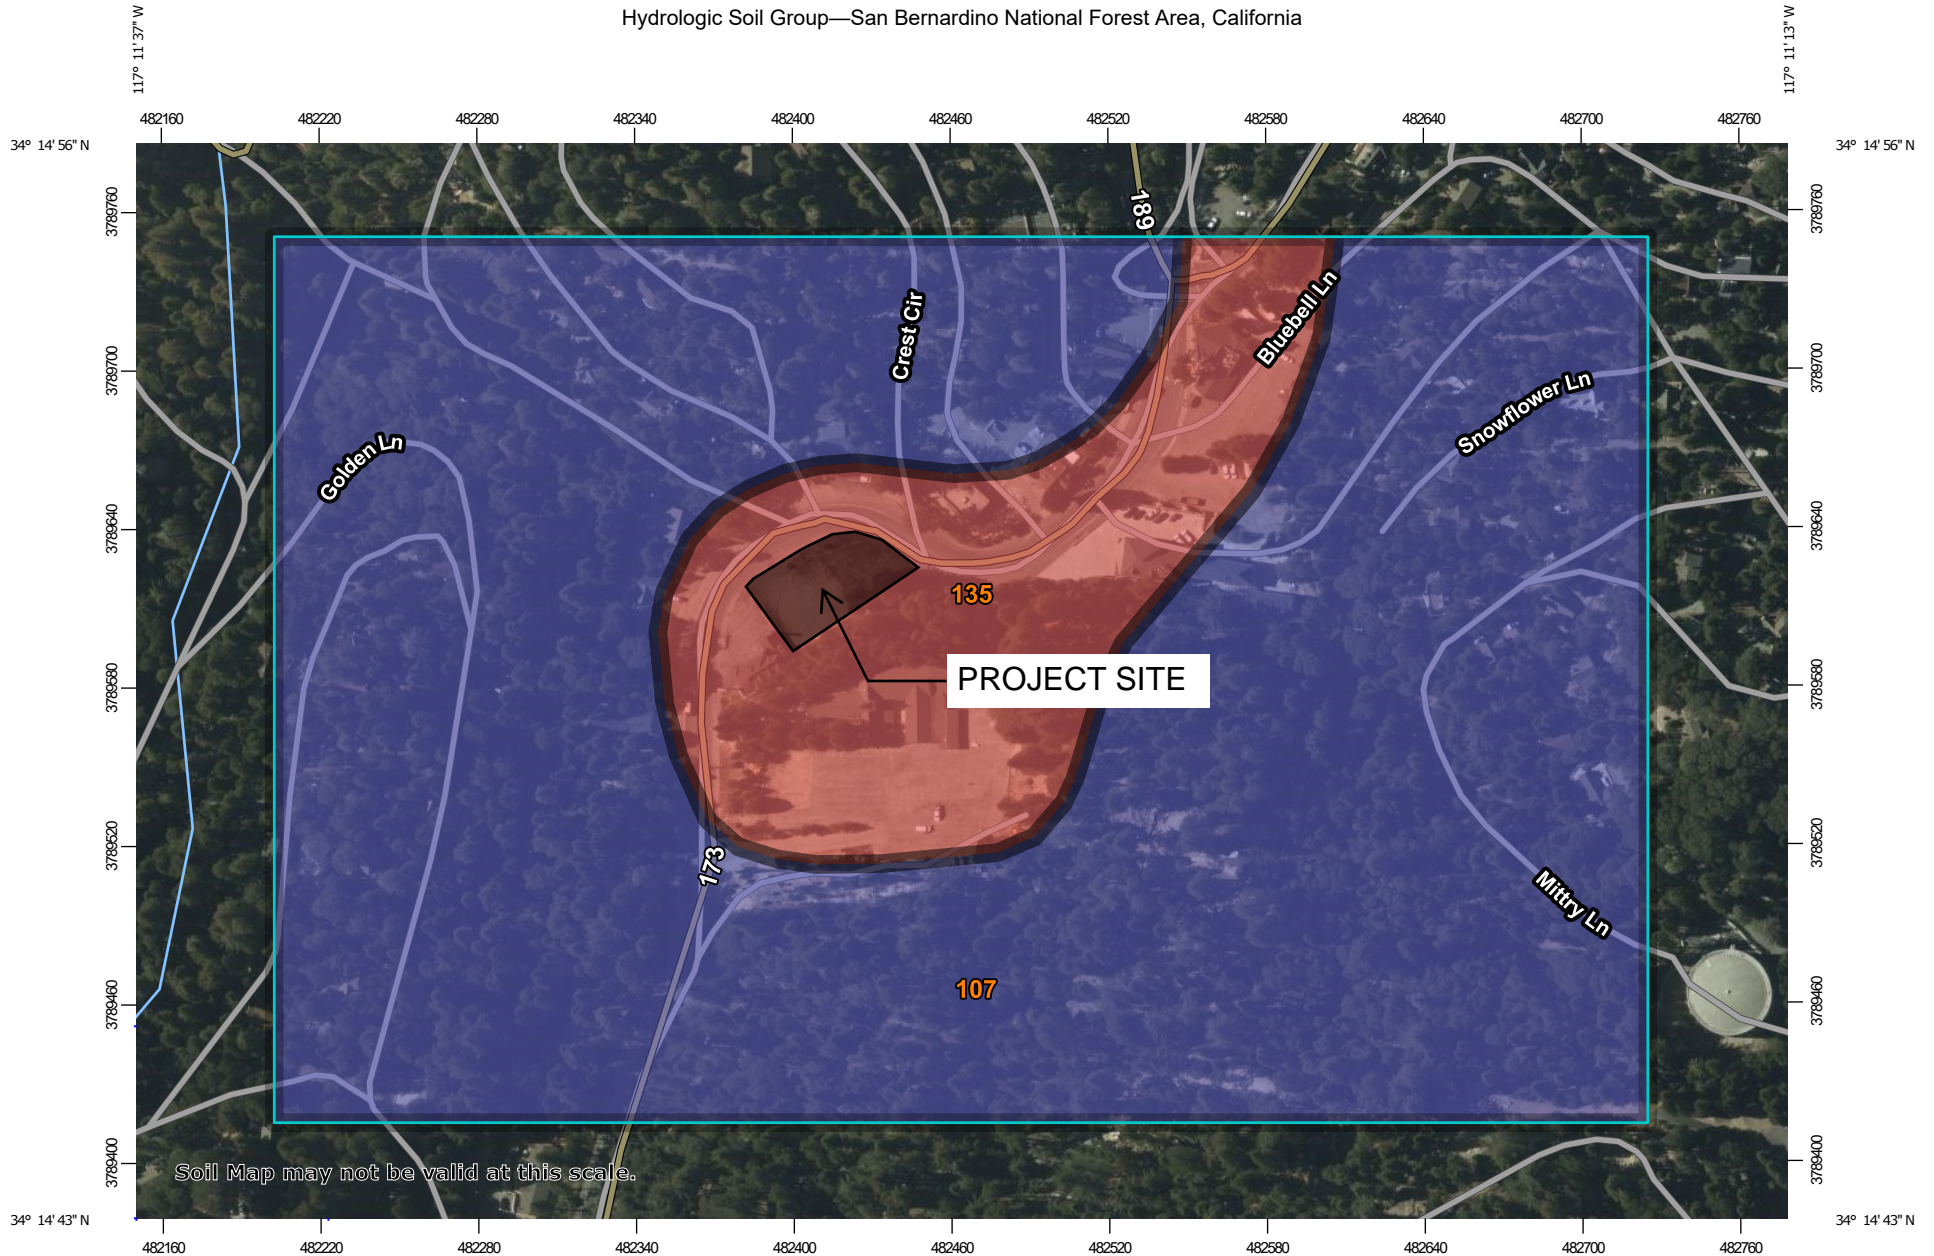 Hydrologic Soil Group—San Bernardino National Forest Area, California
117° 11' 37" W
117° 11' 13" W
482160 482220 482280 482340 482400 482460 482520 482580 482640 482700 482760
34° 14' 56" N
34° 14' 56" N
3789760
3789760
189
Bluebell Ln
Crest Cir
3789700
3789700
Snowflower Ln
Golden Ln
3789640
3789640
135
PROJECT SITE
3789580
3789580
3789520
3789520
173
Mittry Ln
107
3789460
3789460
Soil Map may not be valid at this scale.
3789400
3789400
34° 14' 43" N
34° 14' 43" N
482160 482220 482280 482340 482400 482460 482520 482580 482640 482700 482760